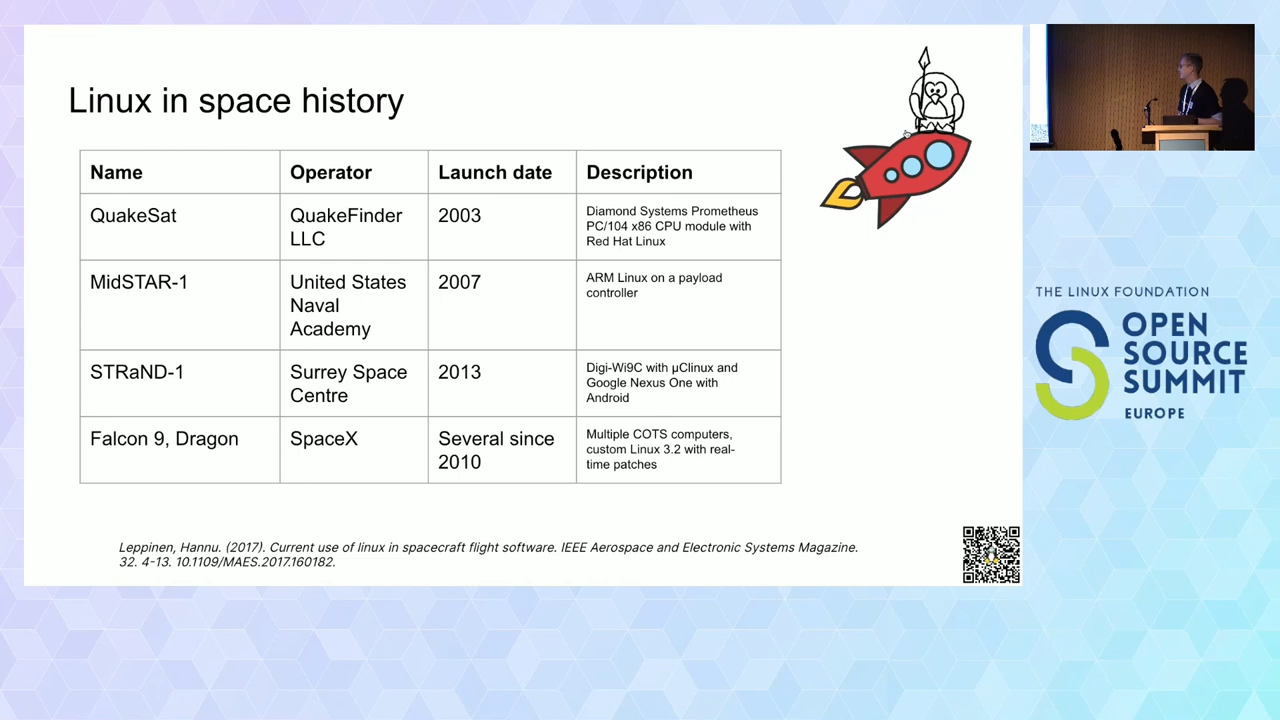 Linux in space history
Name Operator Launch date Description
QuakeSat
QuakeFinder
LLC
2003
Diamond Systems Prometheus
PC/104 x86 CPU module with
Red Hat Linux
MidSTAR-1
United States
Naval
Academy
2007
ARM Linux on a payload
controller
STRaND-1
Surrey Space
Centre
2013
Digi-Wi9C with µClinux and
Google Nexus One with
Android
Falcon 9, Dragon
SpaceX
Several since
2010
Multiple COTS computers,
custom Linux 3.2 with real-
time patches
Leppinen, Hannu. (2017). Current use of linux in spacecraft flight software. IEEE Aerospace and Electronic Systems Magazine.
32. 4-13. 10.1109/MAES.2017.160182.
THE LINUX FOUNDATION
OPEN
SOURCE
SUMMIT
EUROPE